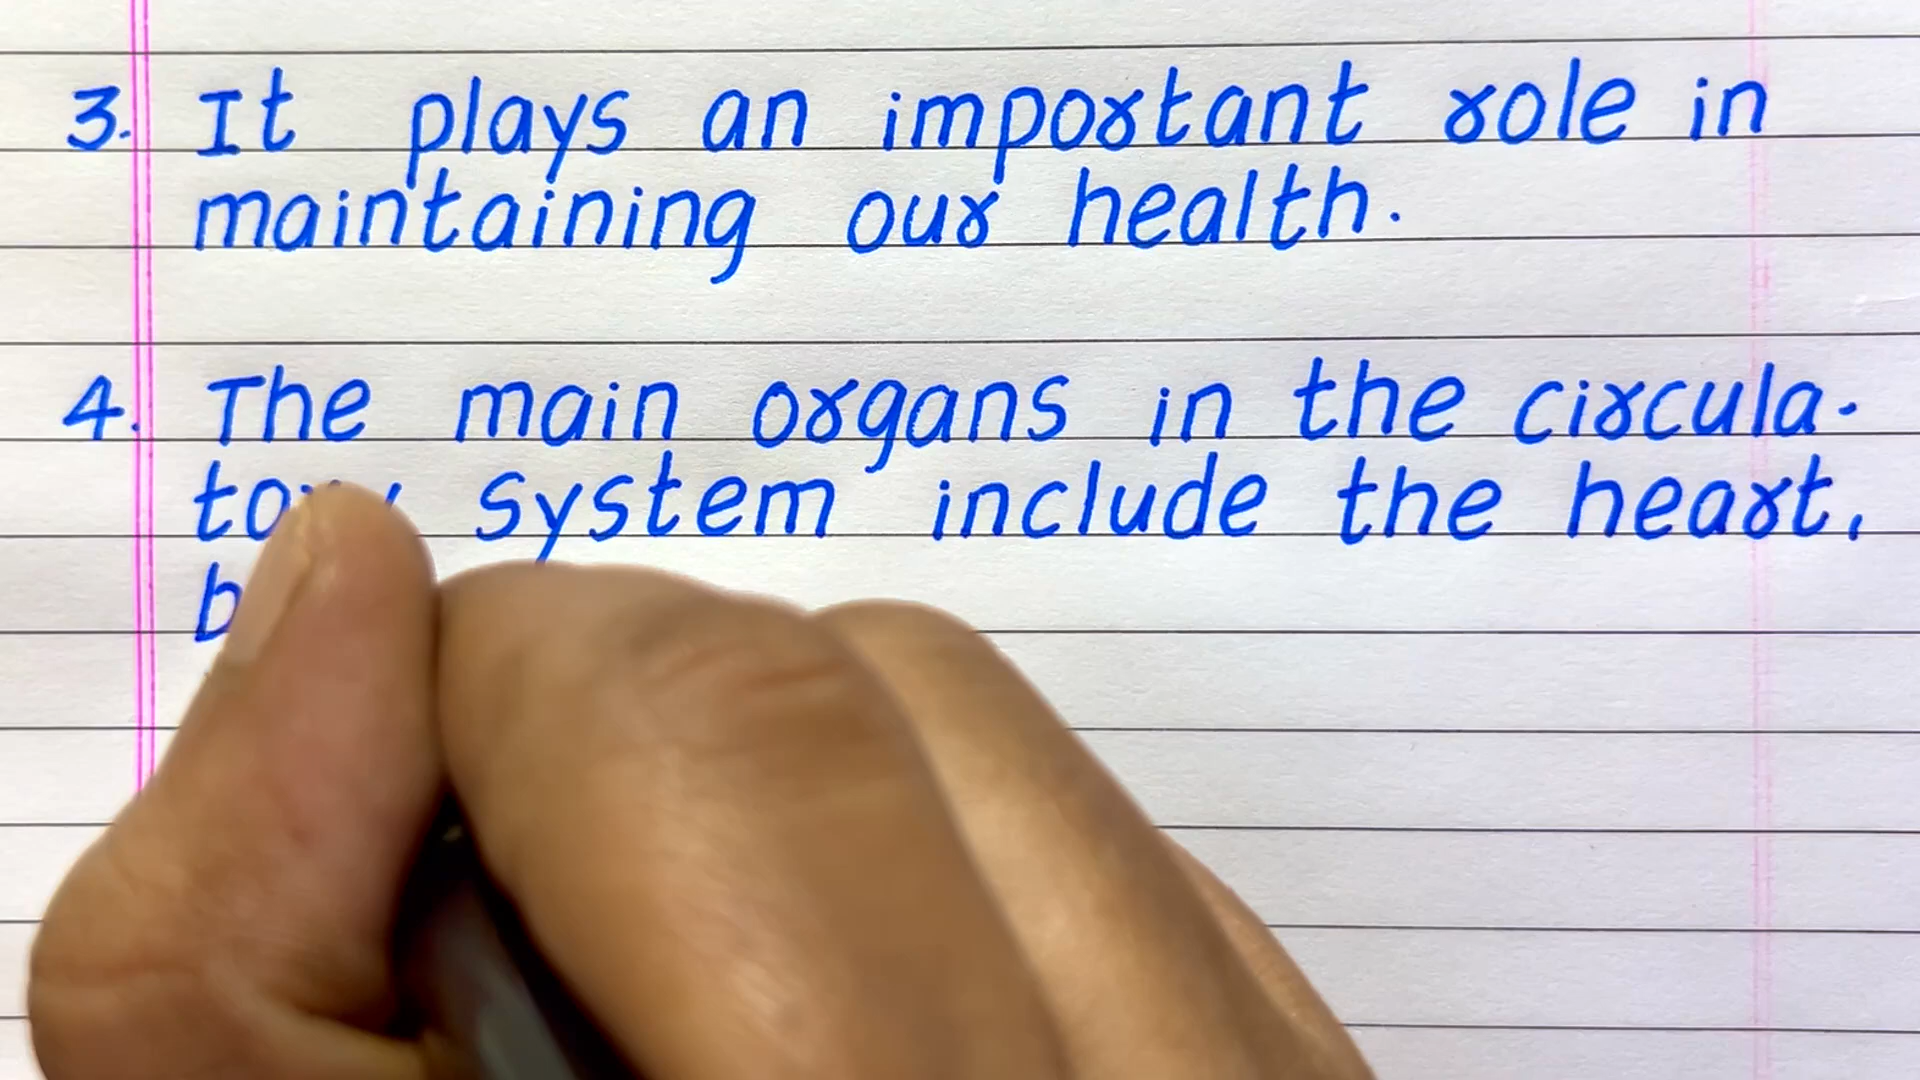 3. It plays an important role in
maintaining our health.
4. The main organs in the circula-
system include the heart,